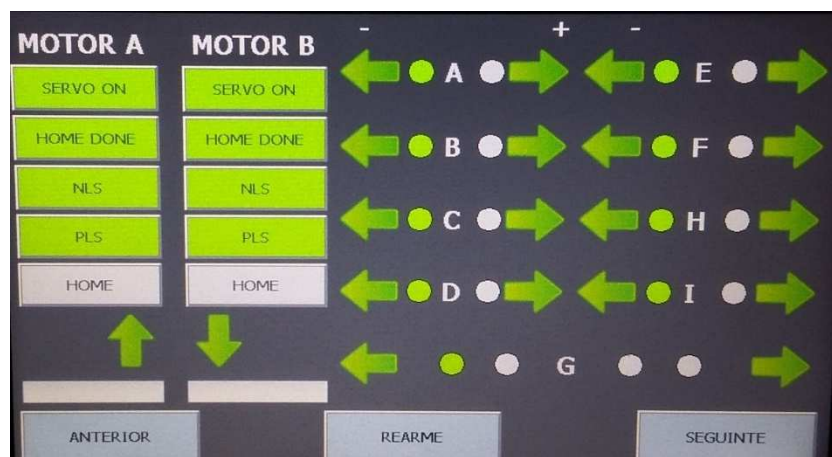 MOTOR A MOTOR B
- + -
SERVO ON SERVO ON A E
HOME DONE HOME DONE B F
NLS NLS C H
PLS PLS
HOME HOME D I
G
ANTERIOR REARME SEGUINTE